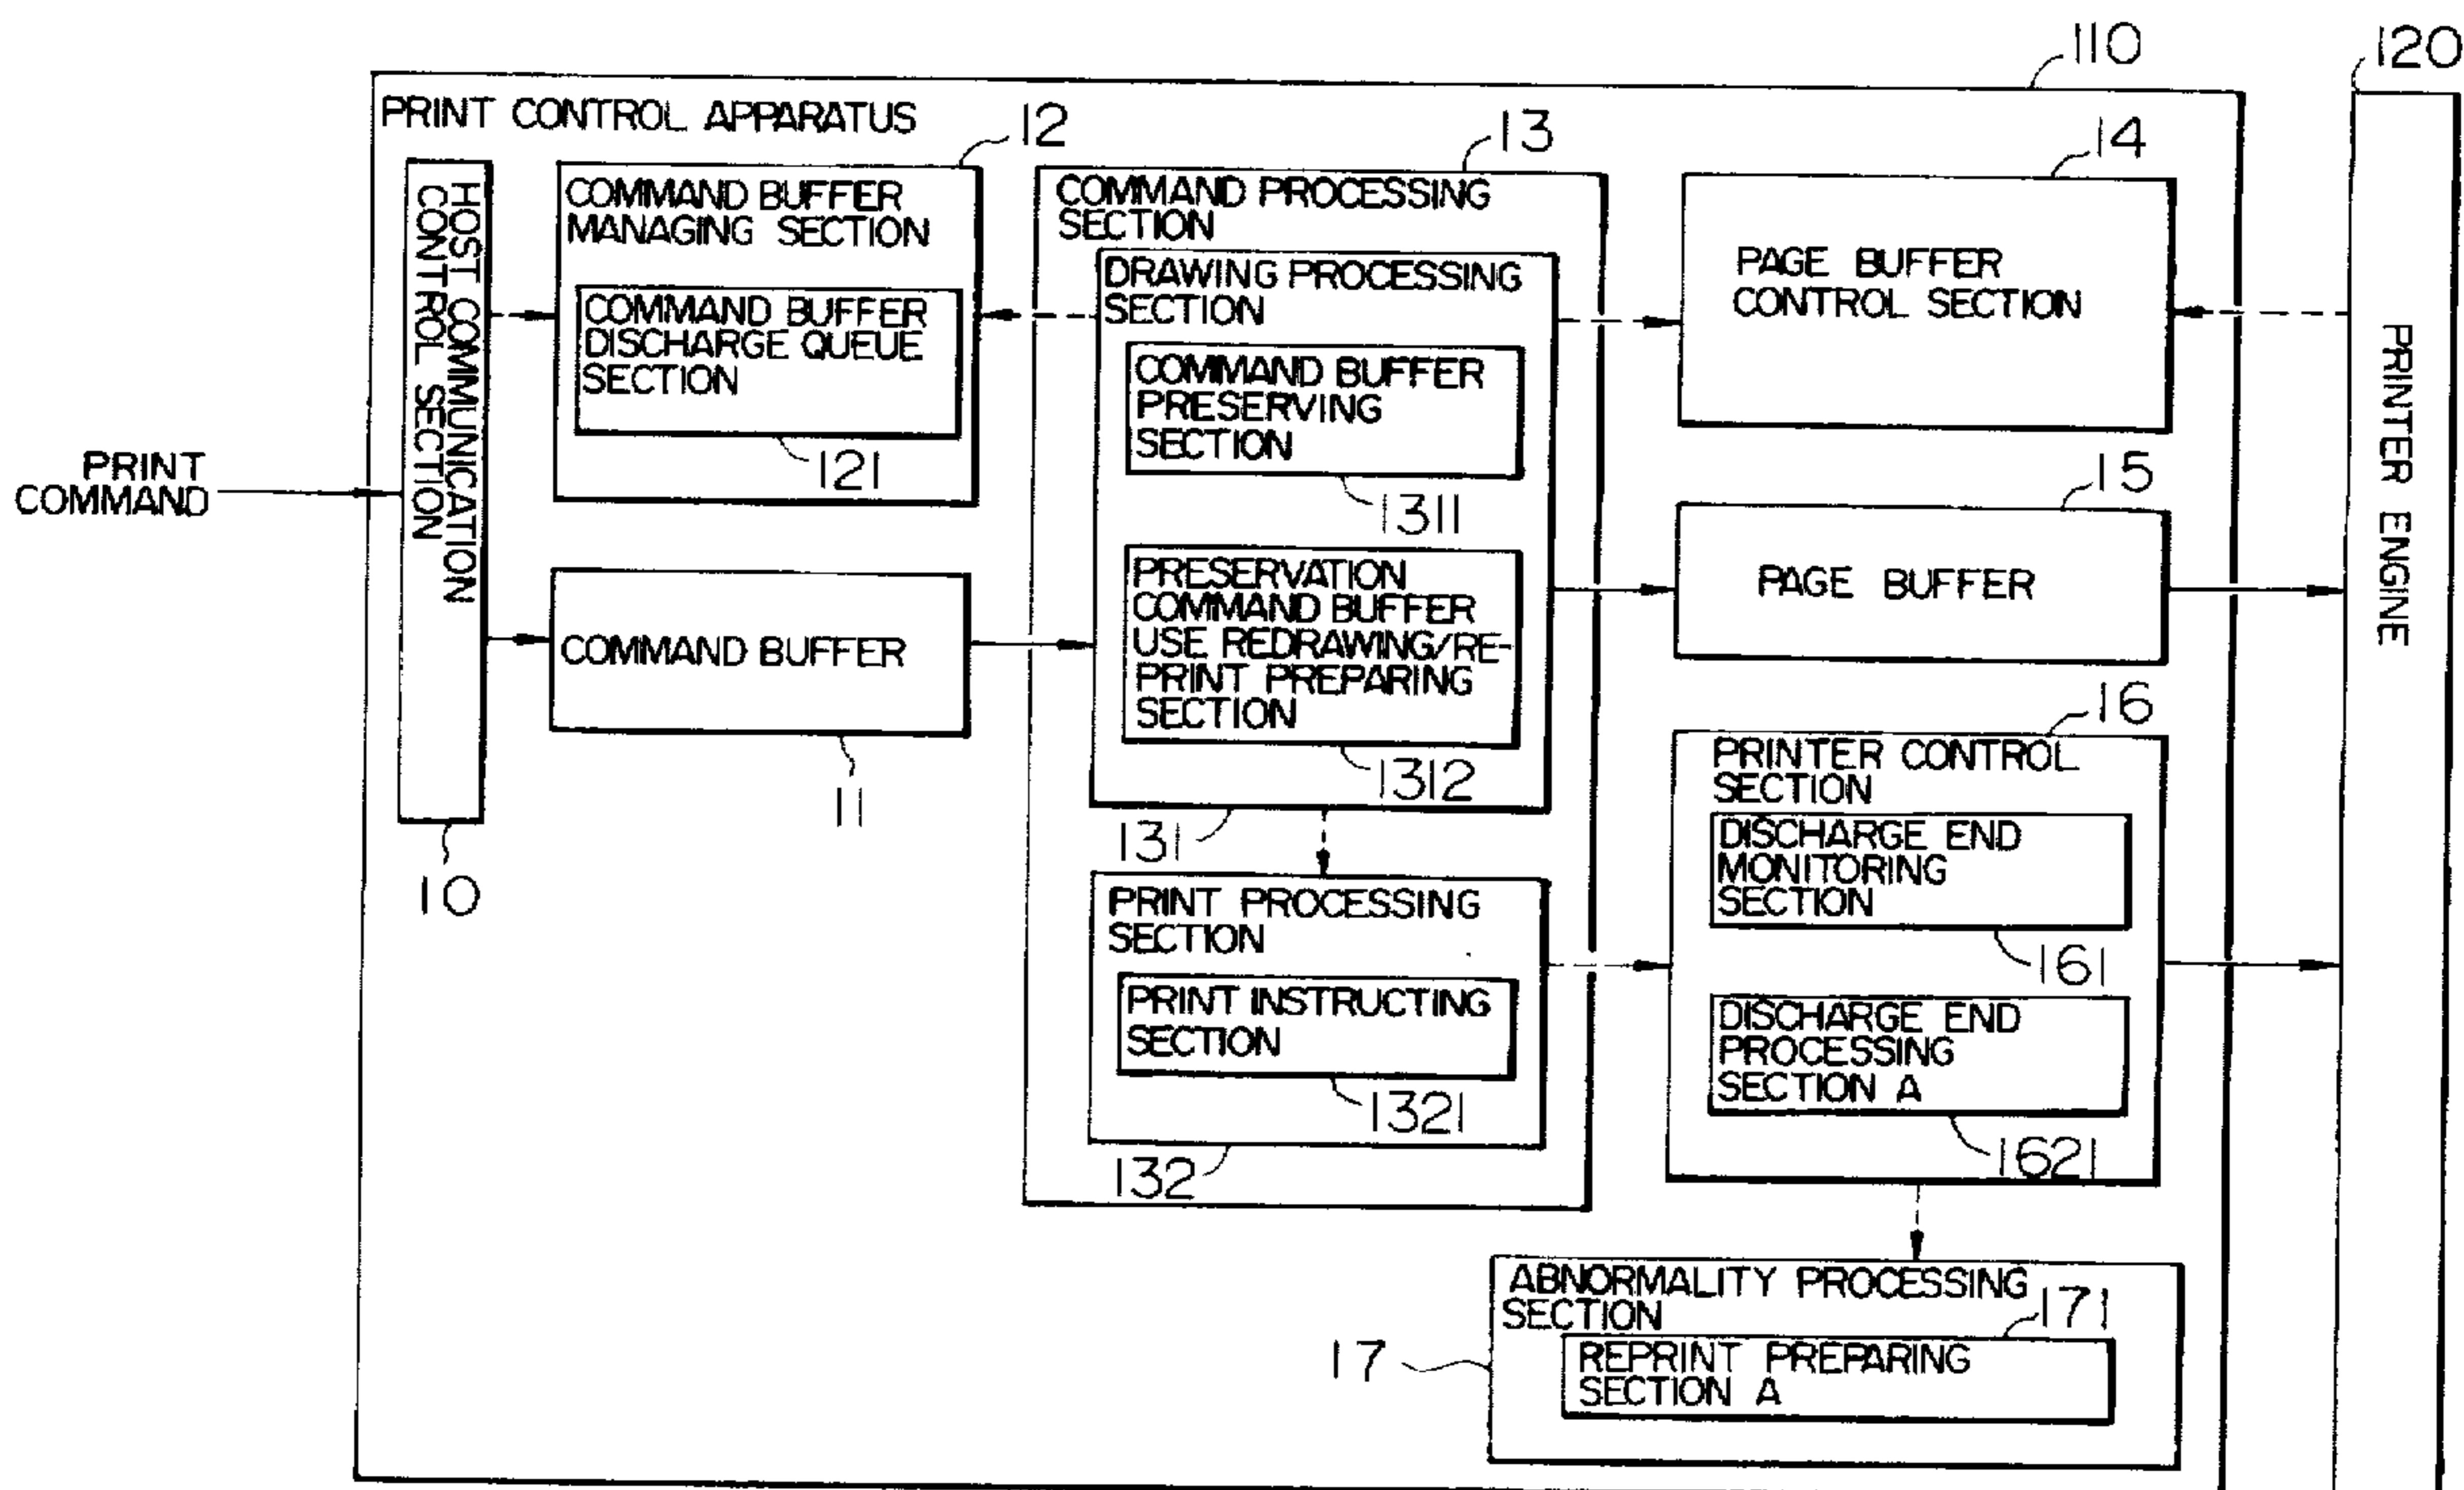 110
120
PRINT CONTROL APPARATUS
12
13
14
HOST COMMUNICATION
CONTROL SECTION
10
PRINT
COMMAND
COMMAND BUFFER
MANAGING SECTION
COMMAND BUFFER
DISCHARGE QUEUE
SECTION
121
COMMAND BUFFER
11
COMMAND PROCESSING
SECTION
DRAWING PROCESSING
SECTION
COMMAND BUFFER
PRESERVING
SECTION
1311
PRESERVATION
COMMAND BUFFER
USE REDRAWING/RE-
PRINT PREPARING
SECTION
1312
131
PRINT PROCESSING
SECTION
PRINT INSTRUCTING
SECTION
1321
132
PAGE BUFFER
CONTROL SECTION
15
PAGE BUFFER
16
PRINTER CONTROL
SECTION
DISCHARGE END
MONITORING
SECTION
161
DISCHARGE END
PROCESSING
SECTION A
1621
ABNORMALITY PROCESSING
SECTION
171
17
REPRINT PREPARING
SECTION A
PRINTER ENGINE